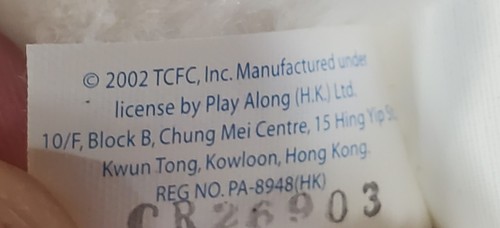 © 2002 TCFC, Inc. Manufactured under
license by Play Along (H.K.) Ltd.
10/F, Block B, Chung Mei Centre, 15 Hing Yip St.
Kwun Tong, Kowloon, Hong Kong.
REG NO. PA-8948(HK)
CR26903